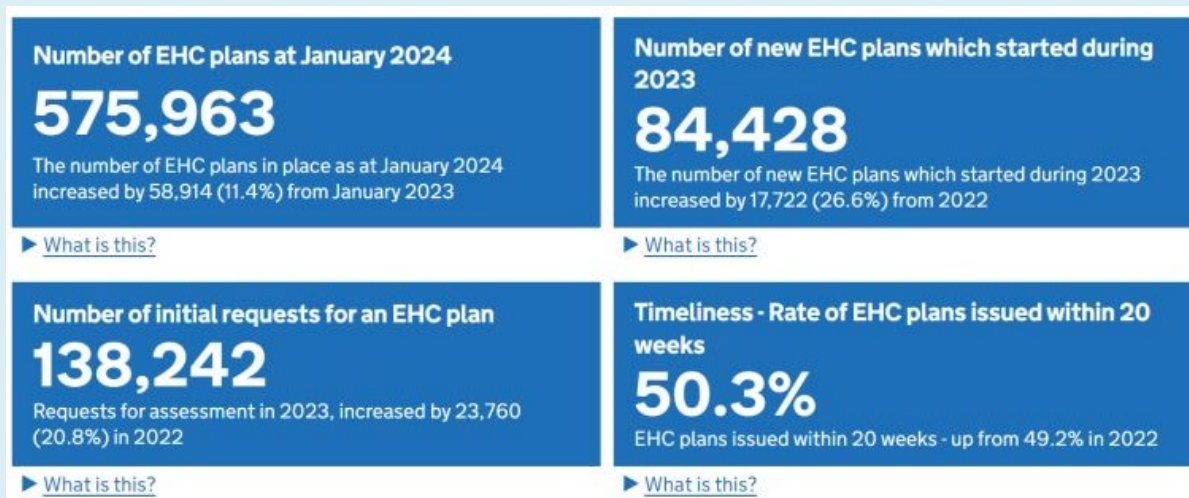 Number of EHC plans at January 2024
575,963
The number of EHC plans in place as at January 2024
increased by 58,914 (11.4%) from January 2023
What is this?
Number of new EHC plans which started during
2023
84,428
The number of new EHC plans which started during 2023
increased by 17,722 (26.6%) from 2022
What is this?
Number of initial requests for an EHC plan
138,242
Requests for assessment in 2023, increased by 23,760
(20.8%) in 2022
What is this?
Timeliness - Rate of EHC plans issued within 20
weeks
50.3%
EHC plans issued within 20 weeks - up from 49.2% in 2022
What is this?